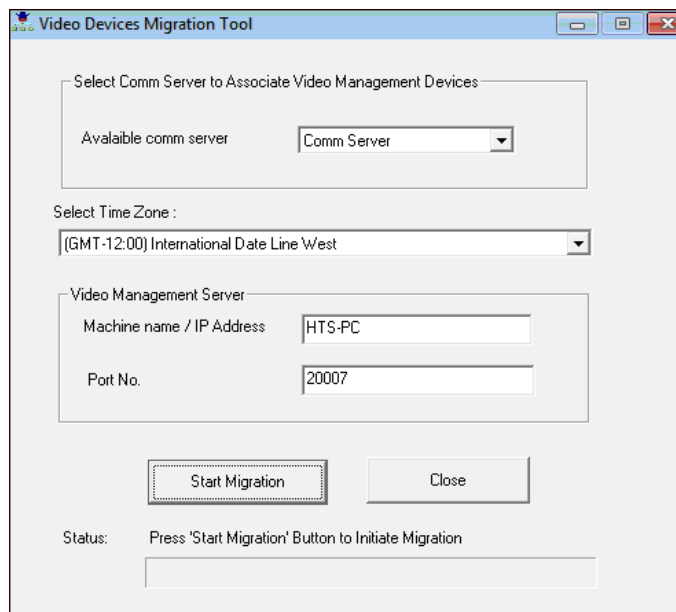 Video Devices Migration Tool
Select Comm Server to Associate Video Management Devices
Avalaible comm server
Comm Server
Select Time Zone :
(GMT-12:00) International Date Line West
Video Management Server
Machine name / IP Address
HTS-PC
Port No.
20007
Start Migration
Close
Status:
Press 'Start Migration' Button to Initiate Migration